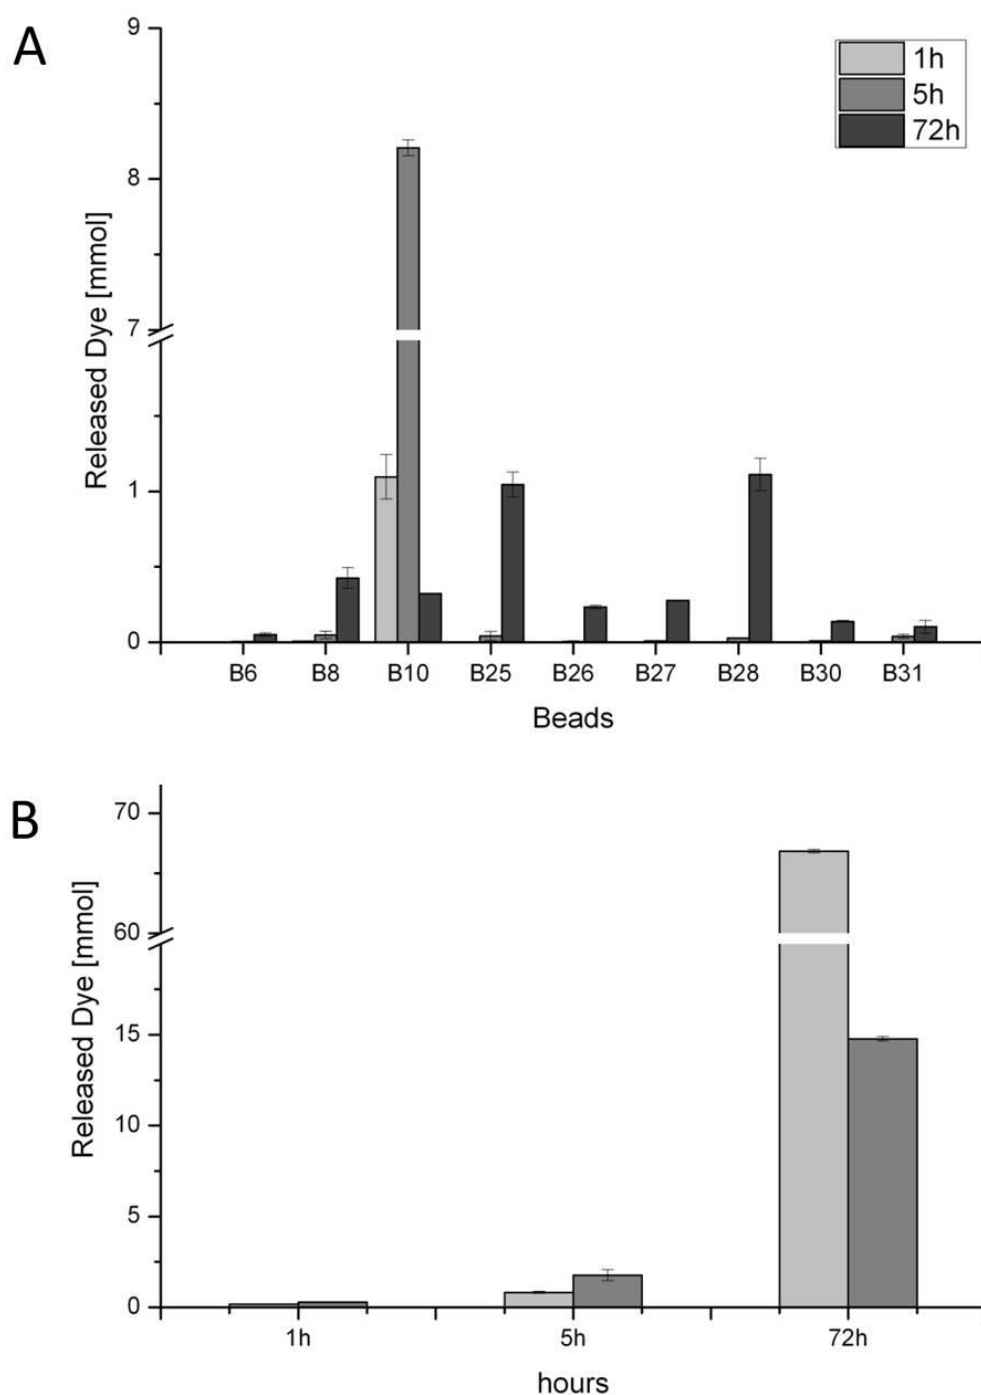 A
9
8
7
1
0
Released Dye [mmol]
1h
5h
72h
B6 B8 B10 B25 B26 B27 B28 B30 B31
Beads
B
70
60
15
10
5
0
Released Dye [mmol]
1h 5h 72h
hours